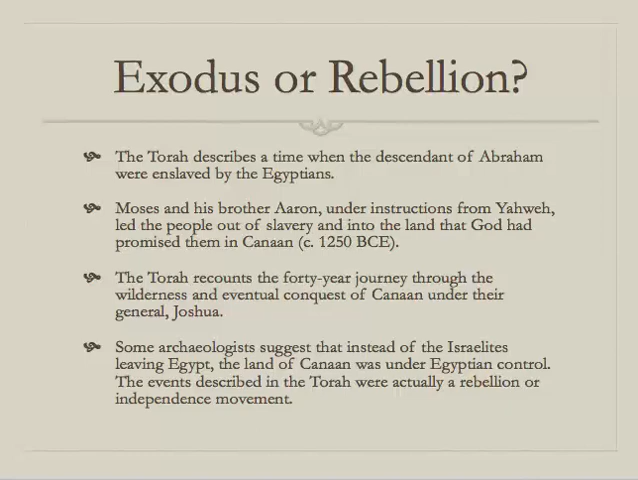 Exodus or Rebellion?
The Torah describes a time when the descendant of Abraham
were enslaved by the Egyptians.
Moses and his brother Aaron, under instructions from Yahweh,
led the people out of slavery and into the land that God had
promised them in Canaan (c. 1250 BCE).
The Torah recounts the forty-year journey through the
wilderness and eventual conquest of Canaan under their
general, Joshua.
Some archaeologists suggest that instead of the Israelites
leaving Egypt, the land of Canaan was under Egyptian control.
The events described in the Torah were actually a rebellion or
independence movement.